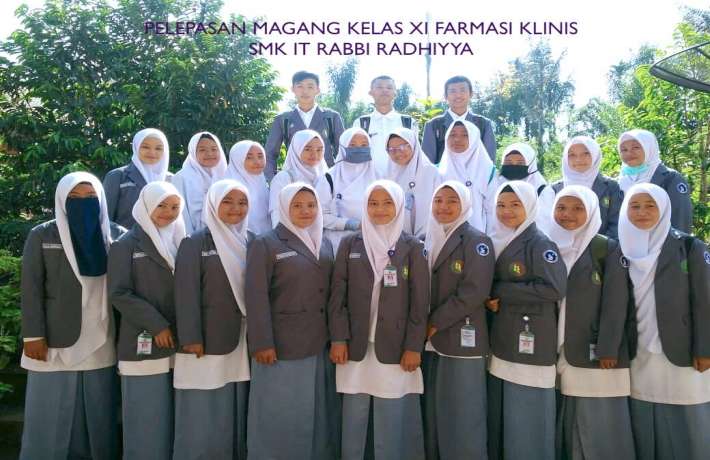 PELEPASAN MAGANG KELAS XI FARMASI KLINIS
SMK IT RABBI RADHIYYA